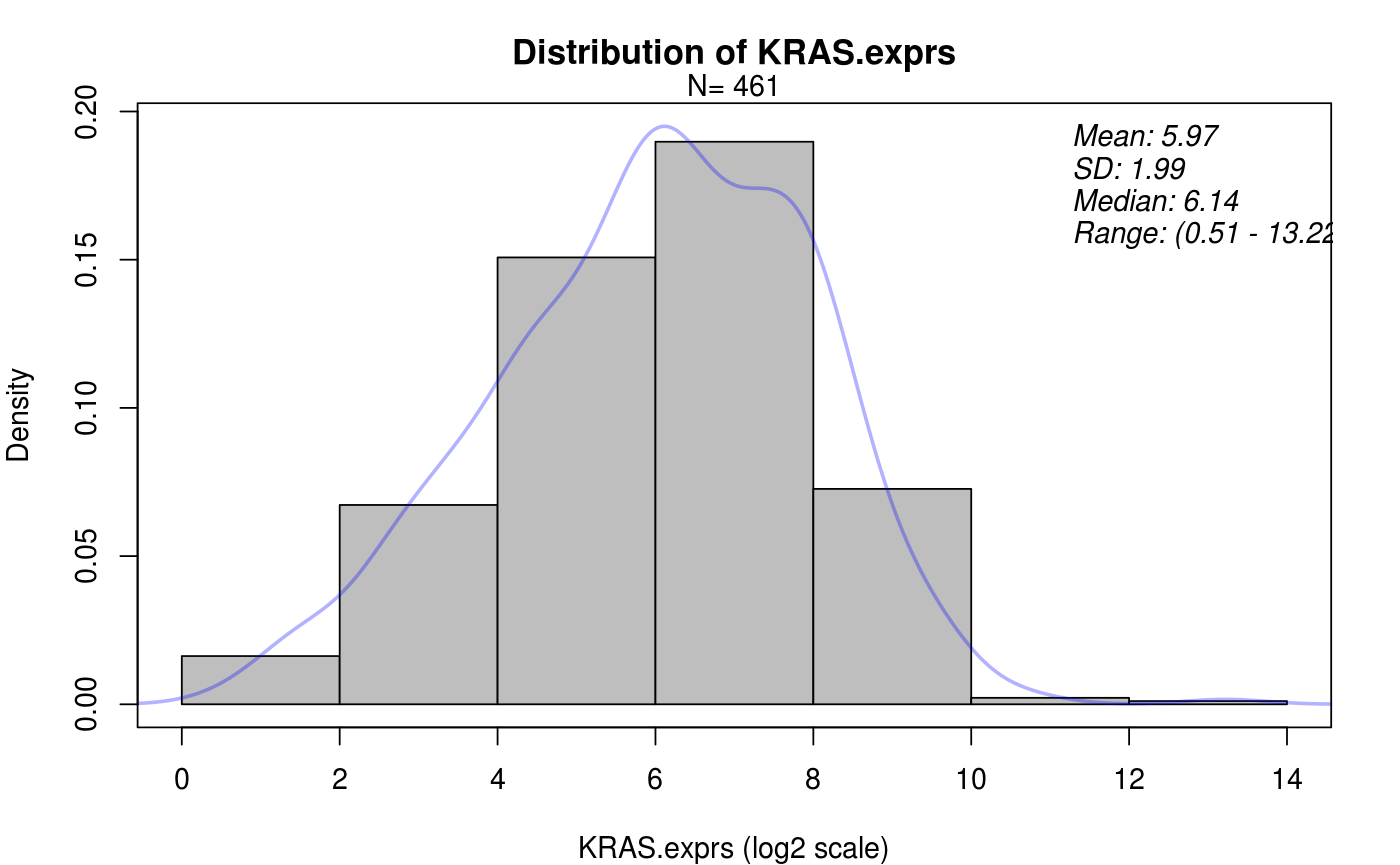 Distribution of KRAS.exprs
N= 461
Mean: 5.97
SD: 1.99
Median: 6.14
Range: (0.51 - 13.22
Density
0.20
0.15
0.10
0.05
0.00
0 2 4 6 8 10 12 14
KRAS.exprs (log2 scale)